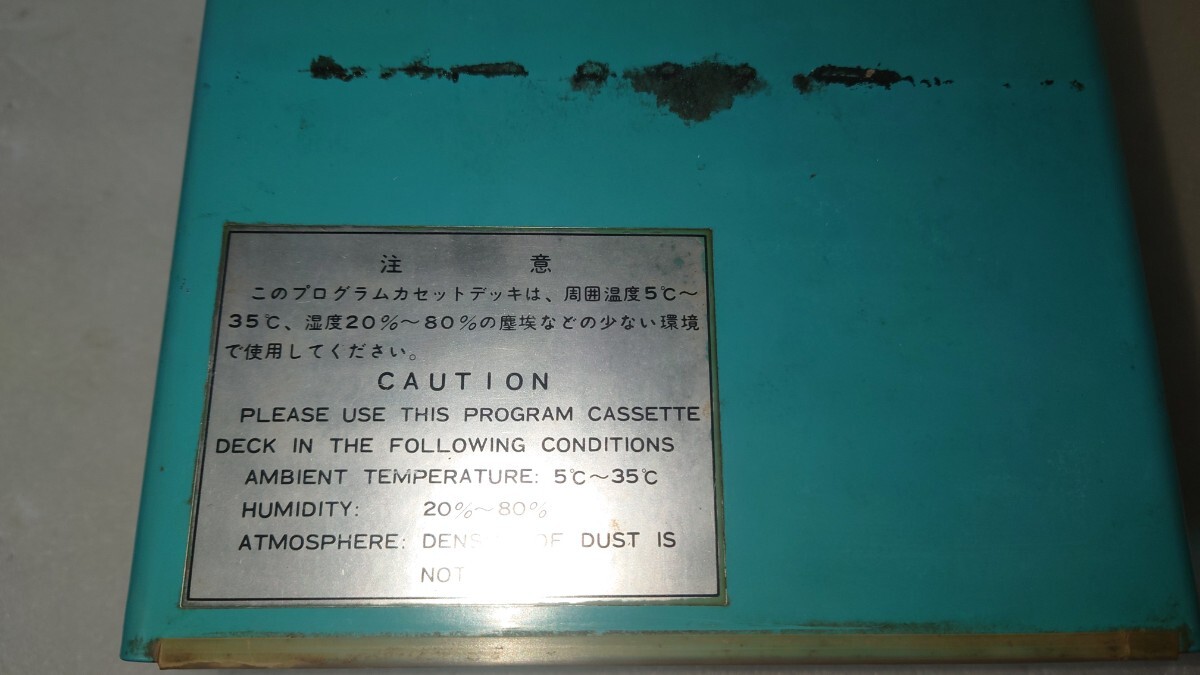 注 意
このプログラムカセットデッキは、周囲温度5℃〜
35℃、湿度20%〜80%の塵埃などの少ない環境
で使用してください。
CAUTION
PLEASE USE THIS PROGRAM CASSETTE
DECK IN THE FOLLOWING CONDITIONS
AMBIENT TEMPERATURE: 5℃〜35℃
HUMIDITY: 20%〜80%
ATMOSPHERE: OF DUST IS
NOT